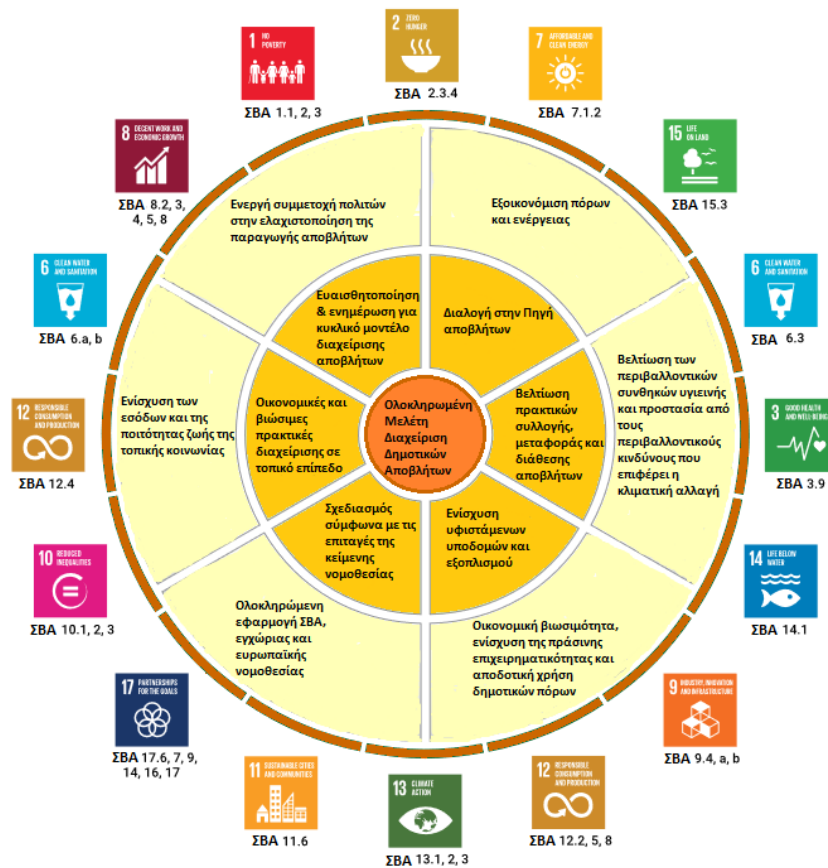 2 ZERO
HUNGER
ΣΒΑ 2.3.4
1 NO
POVERTY
ΣΒΑ 1.1, 2, 3
7 AFFORDABLE AND
CLEAN ENERGY
ΣΒΑ 7.1.2
8 DECENT WORK AND
ECONOMIC GROWTH
ΣΒΑ 8.2, 3,
4, 5, 8
15 LIFE
ON LAND
ΣΒΑ 15.3
6 CLEAN WATER
AND SANITATION
ΣΒΑ 6.a, b
6 CLEAN WATER
AND SANITATION
ΣΒΑ 6.3
12 RESPONSIBLE
CONSUMPTION
AND PRODUCTION
ΣΒΑ 12.4
3 GOOD HEALTH
AND WELL-BEING
ΣΒΑ 3.9
10 REDUCED
INEQUALITIES
ΣΒΑ 10.1, 2, 3
14 LIFE BELOW
WATER
ΣΒΑ 14.1
17 PARTNERSHIPS
FOR THE GOALS
ΣΒΑ 17.6, 7, 9,
14, 16, 17
9 INDUSTRY, INNOVATION
AND INFRASTRUCTURE
ΣΒΑ 9.4, a, b
11 SUSTAINABLE CITIES
AND COMMUNITIES
ΣΒΑ 11.6
13 CLIMATE
ACTION
ΣΒΑ 13.1, 2, 3
12 RESPONSIBLE
CONSUMPTION
AND PRODUCTION
ΣΒΑ 12.2, 5, 8
Ενεργή συμμετοχή πολιτών
στην ελαχιστοποίηση της
παραγωγής αποβλήτων
Εξοικονόμιση πόρων
και ενέργειας
Ευαισθητοποίηση
& ενημέρωση για
κυκλικό μοντέλο
διαχείρισης
αποβλήτων
Διαλογή στην Πηγή
αποβλήτων
Ενίσχυση των
εσόδων και της
ποιτότητας ζωής της
τοπικής κοινωνίας
Οικονομικές και
βιώσιμες
πρακτικές
διαχείρισης σε
τοπικό επίπεδο
Ολοκληρωμένη
Μελέτη
Διαχείριση
Δημοτικών
Αποβλήτων
Βελτίωση
πρακτικών
συλλογής,
μεταφοράς και
διάθεσης
αποβλήτων
Βελτίωση των
περιβαλλοντικών
συνθηκών υγιεινής
και προστασία από
τους
περιβαλλοντικούς
κινδύνους που
επιφέρει η
κλιματική αλλαγή
Σχεδιασμός
σύμφωνα με τις
επιταγές της
κείμενης
νομοθεσίας
Ενίσχυση
υφιστάμενων
υποδομών και
εξοπλισμού
Ολοκληρώμενη
εφαρμογή ΣΒΑ,
εγχώριας και
ευρωπαϊκής
νομοθεσίας
Οικονομική βιωσιμότητα,
ενίσχυση της πράσινης
επιχειρηματικότητας και
αποδοτική χρήση
δημοτικών πόρων